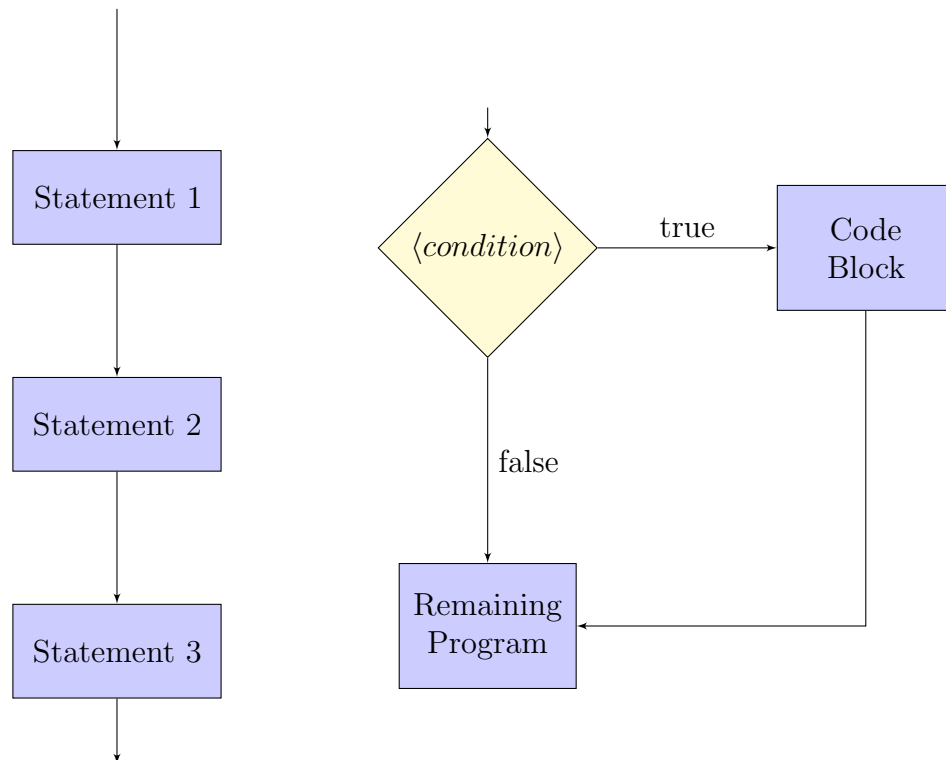 Statement 1
Statement 2
Statement 3
⟨condition⟩
true
Code
Block
false
Remaining
Program